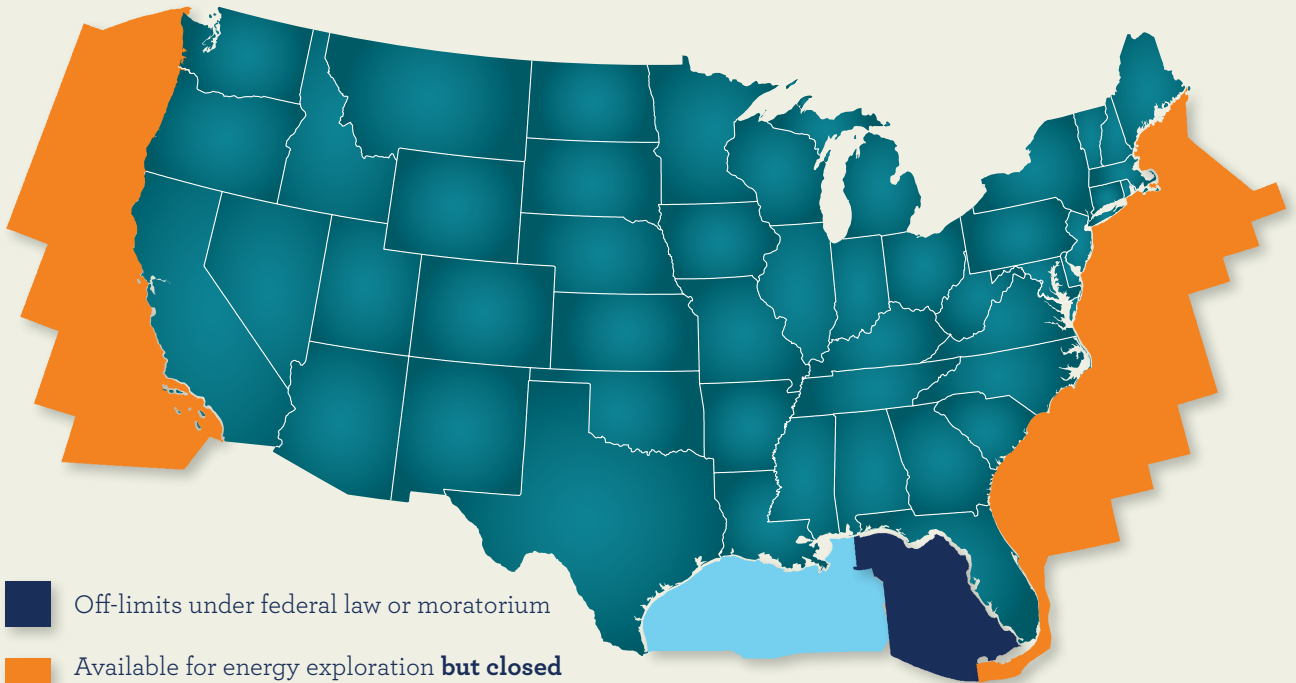 Off-limits under federal law or moratorium
Available for energy exploration but closed